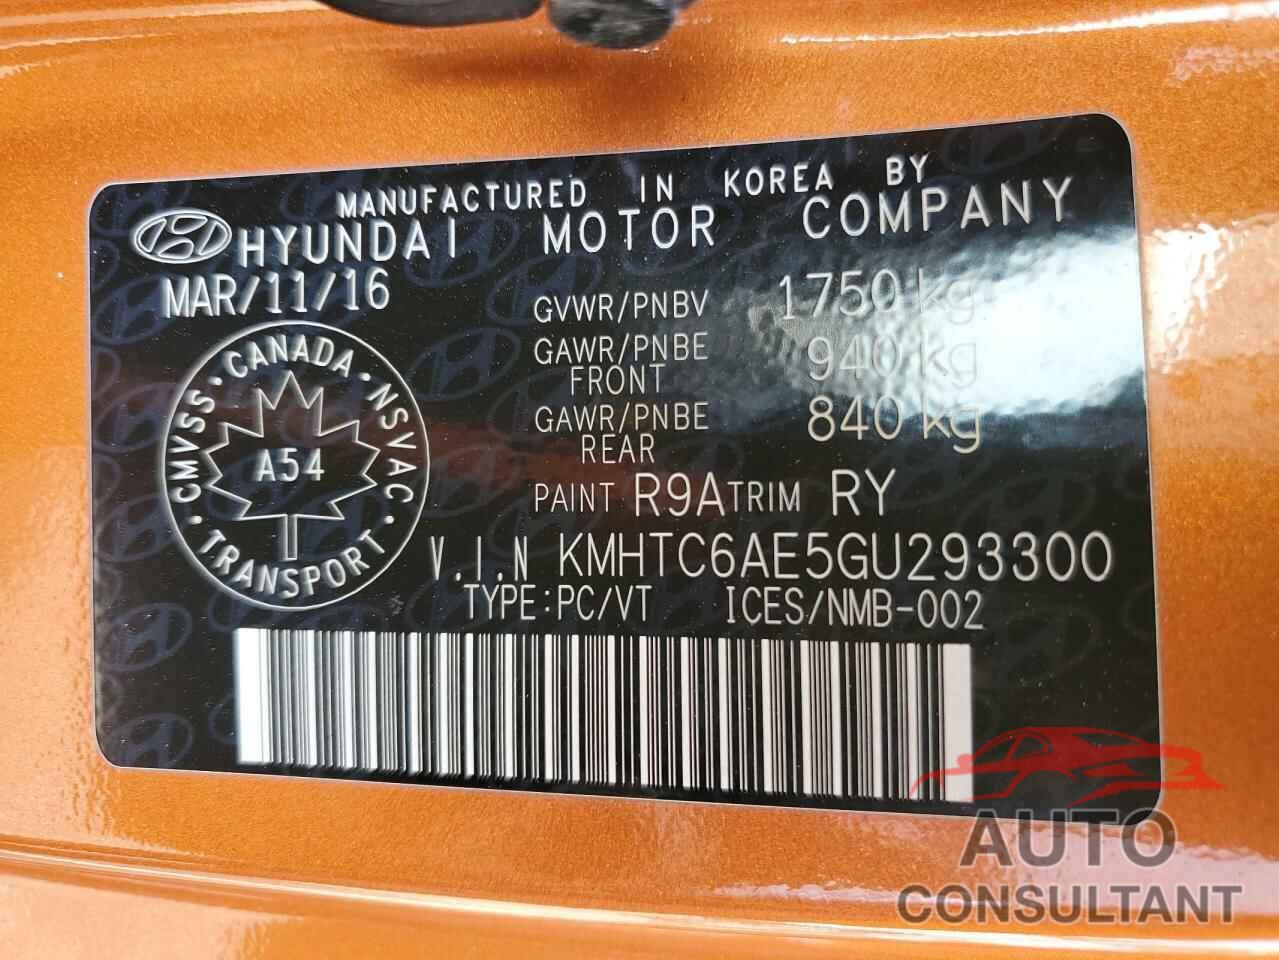 MANUFACTURED IN KOREA BY
HYUNDAI MOTOR COMPANY
MAR/11/16
GVWR/PNBV 1750 kg
GAWR/PNBE FRONT 940 kg
GAWR/PNBE REAR 840 kg
CMVSS · CANADA · NSVAC · TRANSPORT
A54
PAINT R9A TRIM RY
V.I.N KMHTC6AE5GU293300
TYPE:PC/VT ICES/NMB-002
AUTO
CONSULTANT